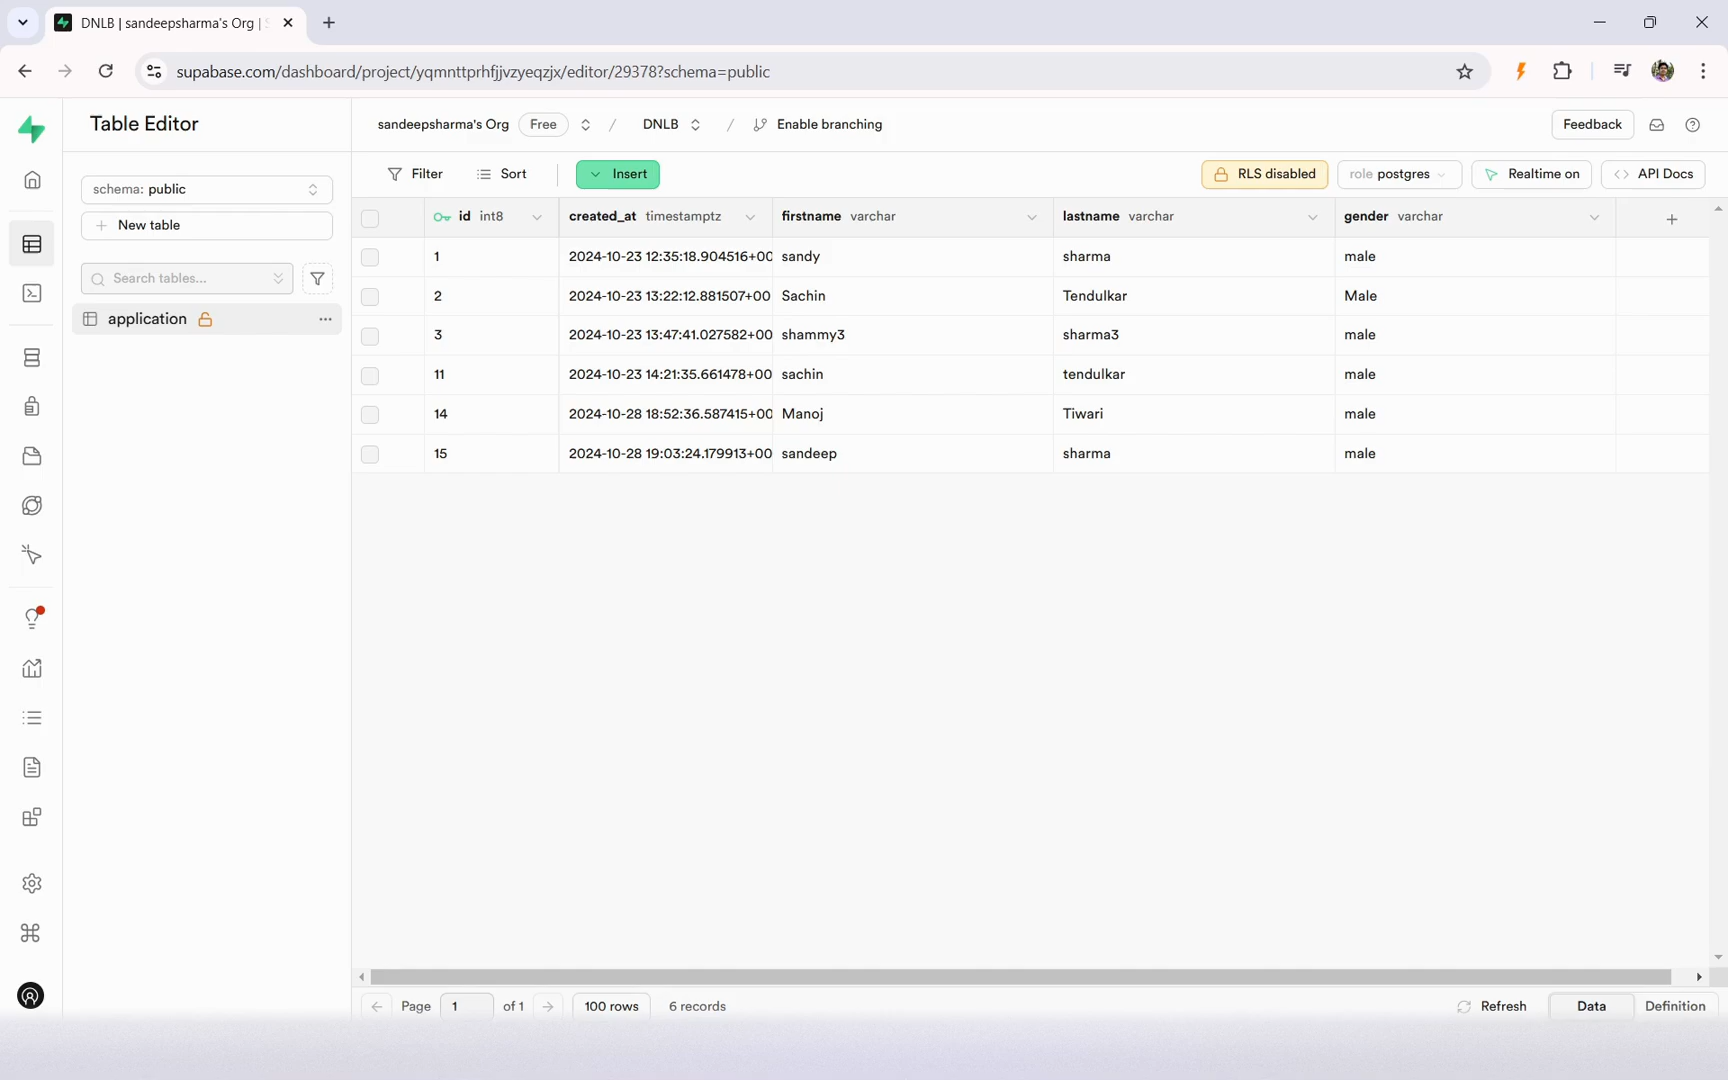 DNLB | sandeepsharma's Org |
supabase.com/dashboard/project/yqmnttprhfjjvzyeqzjx/editor/29378?schema=public
Table Editor
sandeepsharma's Org Free / DNLB / Enable branching Feedback
schema: public
New table
Search tables...
application
Filter Sort Insert RLS disabled role postgres Realtime on API Docs
id int8 created_at timestamptz firstname varchar lastname varchar gender varchar
1 2024-10-23 12:35:18.904516+00 sandy sharma male
2 2024-10-23 13:22:12.881507+00 Sachin Tendulkar Male
3 2024-10-23 13:47:41.027582+00 shammy3 sharma3 male
11 2024-10-23 14:21:35.661478+00 sachin tendulkar male
14 2024-10-28 18:52:36.587415+00 Manoj Tiwari male
15 2024-10-28 19:03:24.179913+00 sandeep sharma male
Page 1 of 1 100 rows 6 records Refresh Data Definition